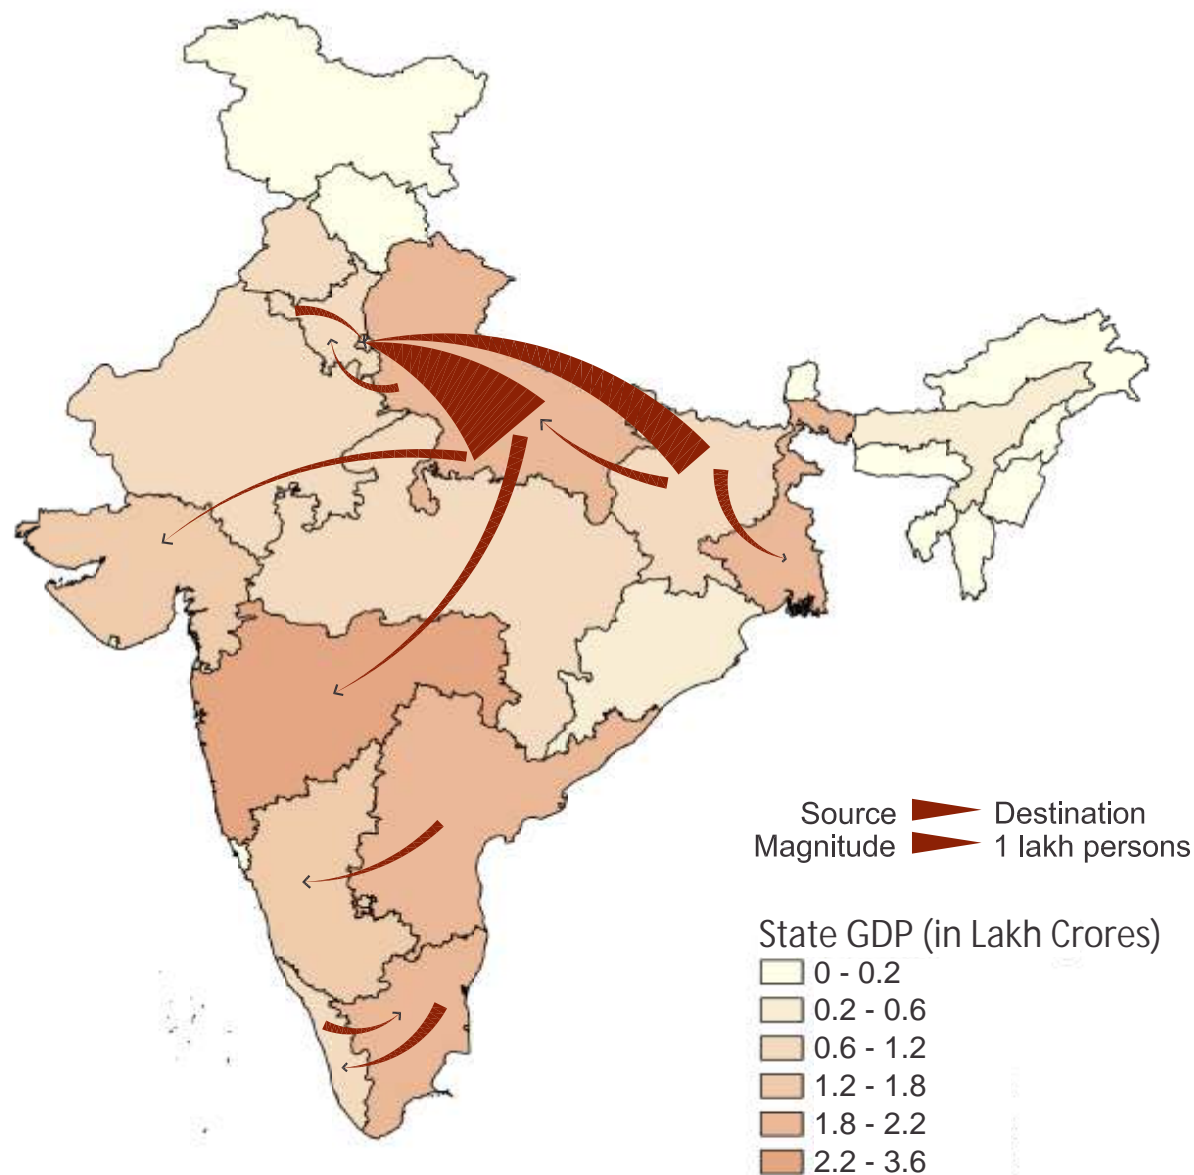 Source Destination
Magnitude 1 lakh persons
State GDP (in Lakh Crores)
0 - 0.2
0.2 - 0.6
0.6 - 1.2
1.2 - 1.8
1.8 - 2.2
2.2 - 3.6